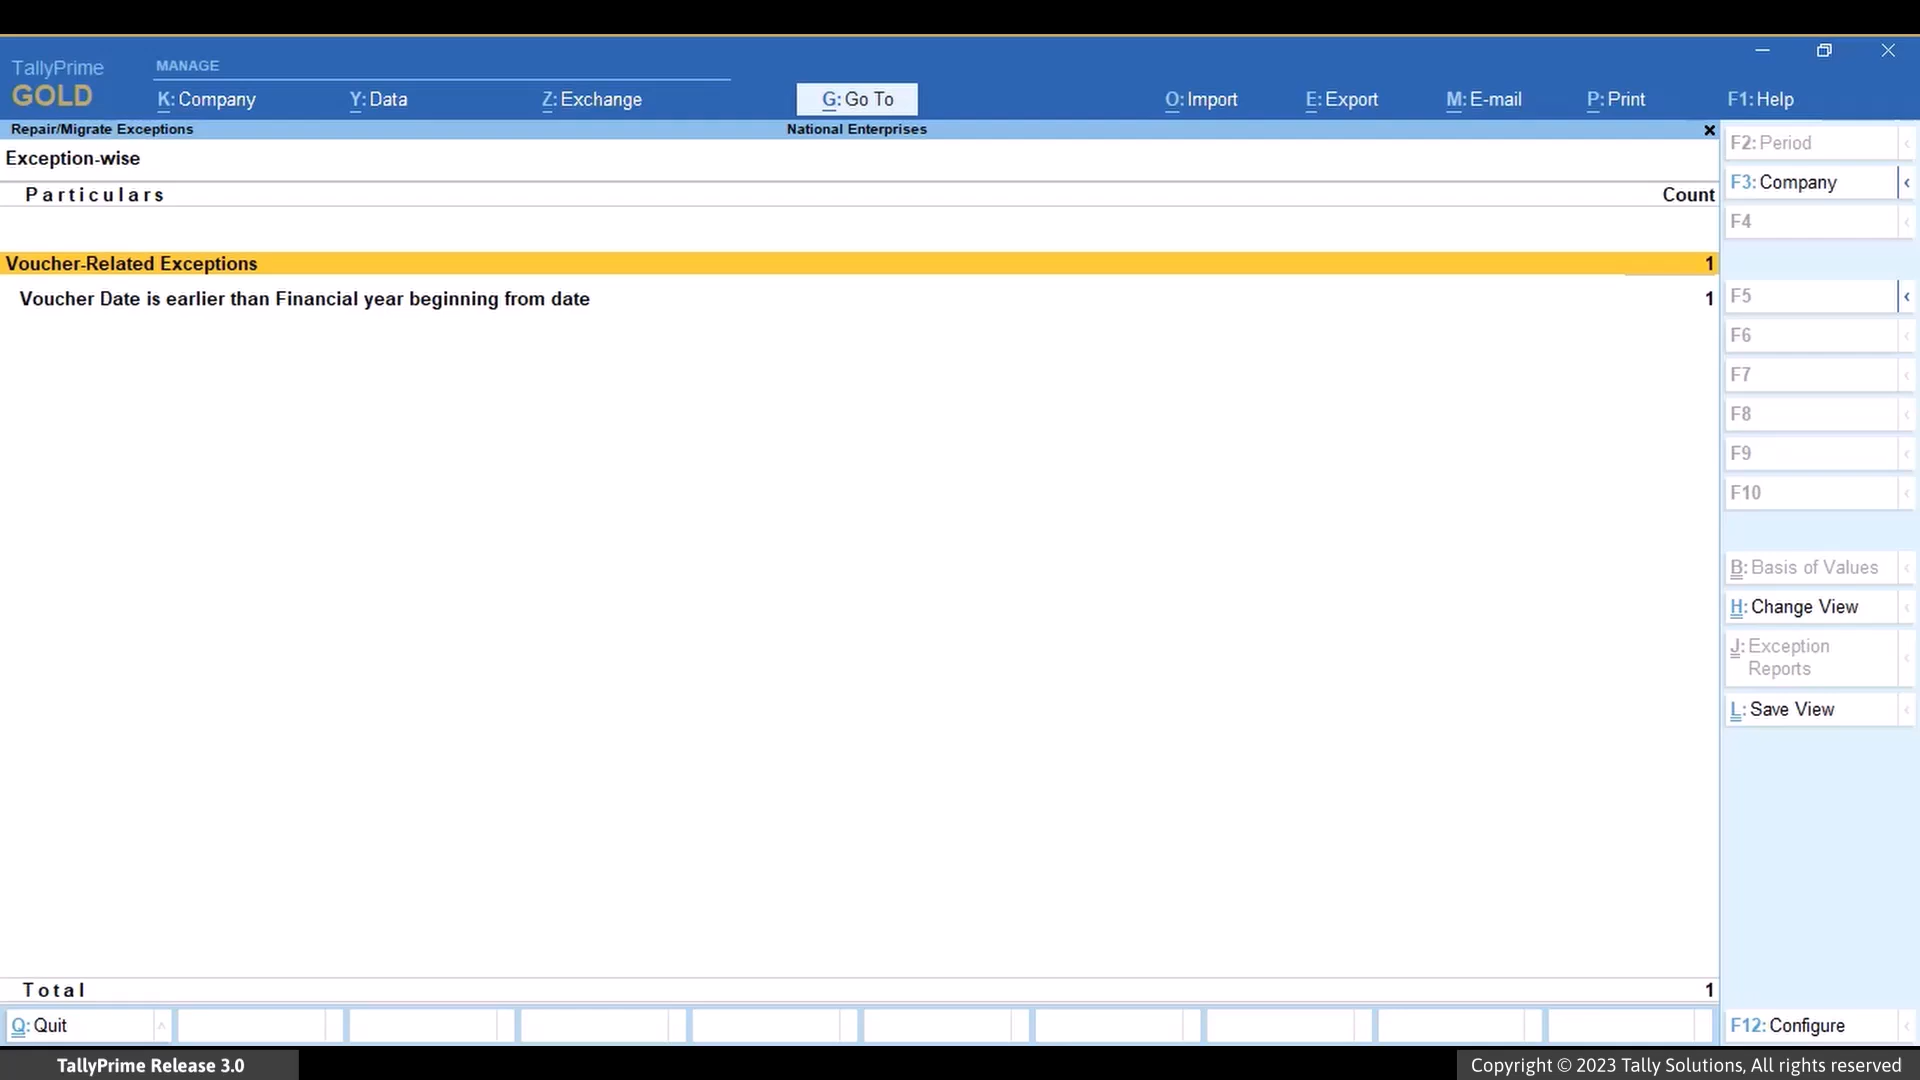 TallyPrime
GOLD
MANAGE
K: Company
Y: Data
Z: Exchange
G: Go To
O: Import
E: Export
M: E-mail
P: Print
F1: Help
Repair/Migrate Exceptions
National Enterprises
Exception-wise
Particulars
Count
Voucher-Related Exceptions
1
Voucher Date is earlier than Financial year beginning from date
1
Total
1
F2: Period
F3: Company
F4
F5
F6
F7
F8
F9
F10
B: Basis of Values
H: Change View
J: Exception
Reports
L: Save View
Q: Quit
F12: Configure
TallyPrime Release 3.0
Copyright © 2023 Tally Solutions, All rights reserved